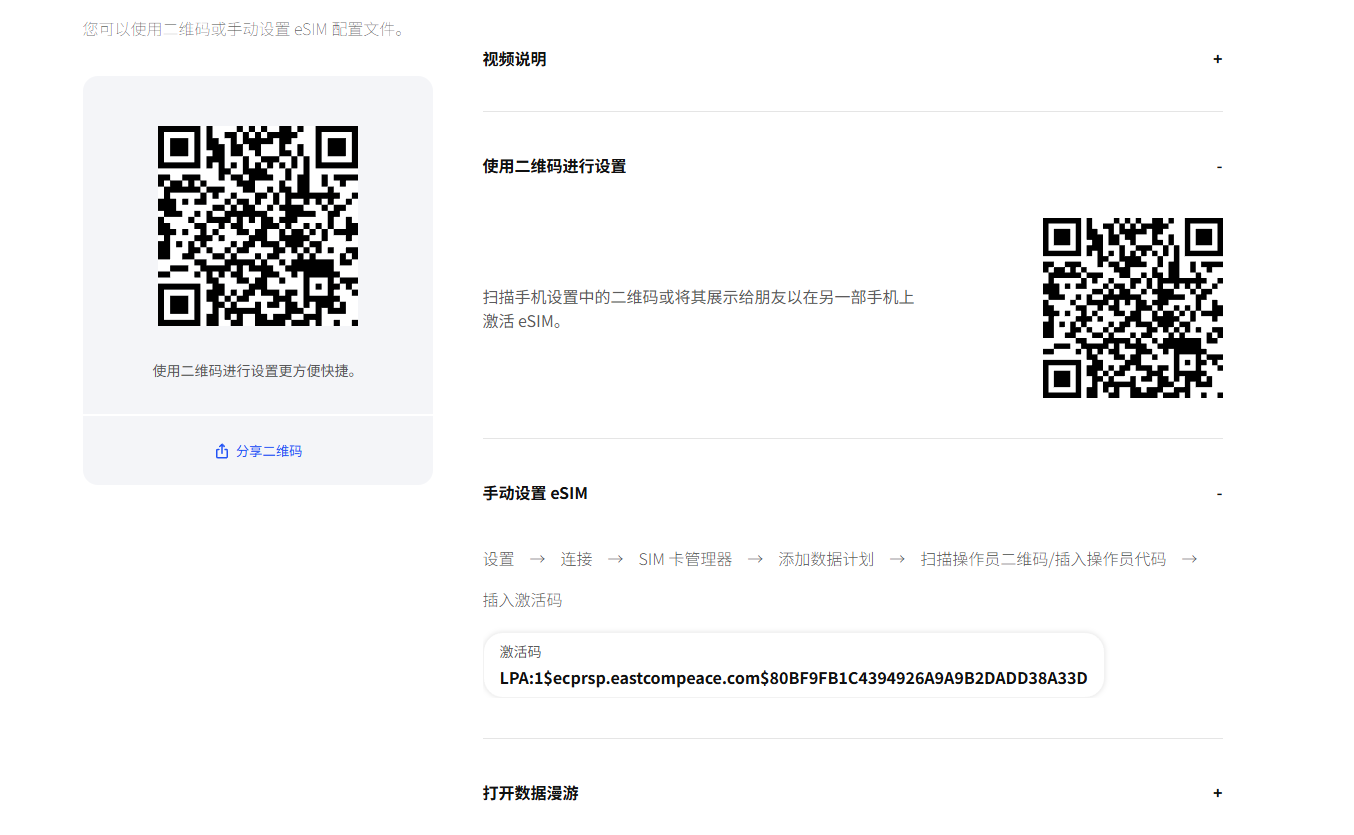 您可以使用二维码或手动设置 eSIM 配置文件。
使用二维码进行设置更方便快捷。
分享二维码
视频说明 +
使用二维码进行设置 -
扫描手机设置中的二维码或将其展示给朋友以在另一部手机上
激活 eSIM。
手动设置 eSIM -
设置 → 连接 → SIM 卡管理器 → 添加数据计划 → 扫描操作员二维码/插入操作员代码 →
插入激活码
激活码
LPA:1$ecprsp.eastcompeace.com$80BF9FB1C4394926A9A9B2DADD38A33D
打开数据漫游 +